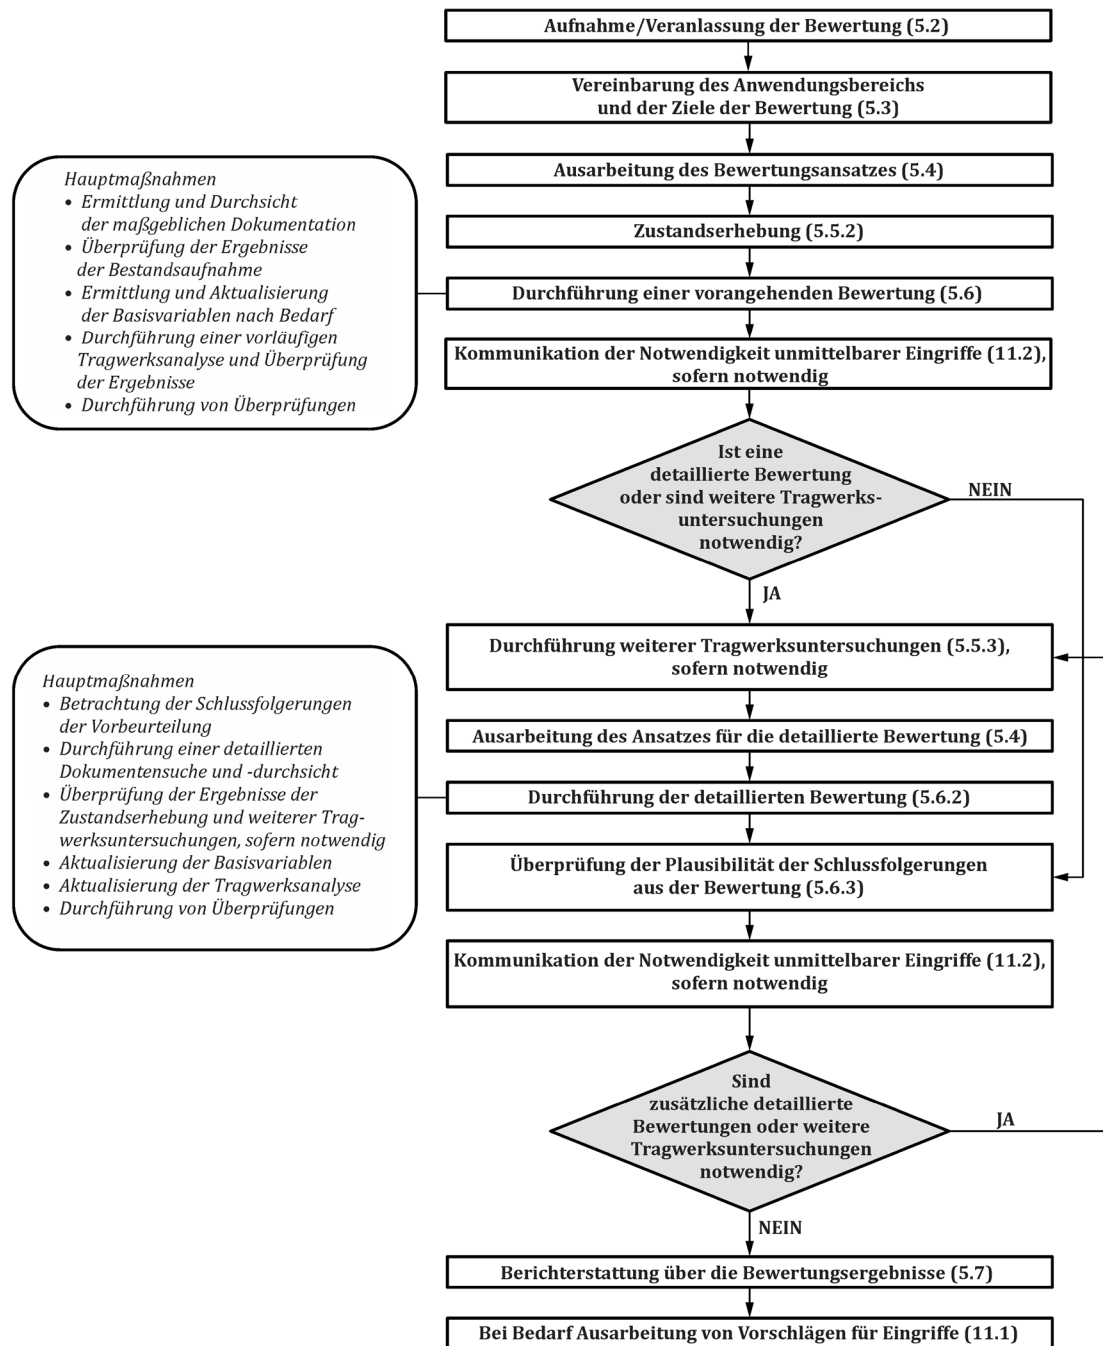 Aufnahme/Veranlassung der Bewertung (5.2)
Vereinbarung des Anwendungsbereichs
und der Ziele der Bewertung (5.3)
Ausarbeitung des Bewertungsansatzes (5.4)
Zustandserhebung (5.5.2)
Durchführung einer vorangehenden Bewertung (5.6)
Hauptmaßnahmen
• Ermittlung und Durchsicht
der maßgeblichen Dokumentation
• Überprüfung der Ergebnisse
der Bestandsaufnahme
• Ermittlung und Aktualisierung
der Basisvariablen nach Bedarf
• Durchführung einer vorläufigen
Tragwerksanalyse und Überprüfung
der Ergebnisse
• Durchführung von Überprüfungen
Kommunikation der Notwendigkeit unmittelbarer Eingriffe (11.2),
sofern notwendig
Ist eine
detaillierte Bewertung
oder sind weitere Tragwerks-
untersuchungen
notwendig?
NEIN
JA
Durchführung weiterer Tragwerksuntersuchungen (5.5.3),
sofern notwendig
Ausarbeitung des Ansatzes für die detaillierte Bewertung (5.4)
Durchführung der detaillierten Bewertung (5.6.2)
Hauptmaßnahmen
• Betrachtung der Schlussfolgerungen
der Vorbeurteilung
• Durchführung einer detaillierten
Dokumentensuche und -durchsicht
• Überprüfung der Ergebnisse der
Zustandserhebung und weiterer Trag-
werksuntersuchungen, sofern notwendig
• Aktualisierung der Basisvariablen
• Aktualisierung der Tragwerksanalyse
• Durchführung von Überprüfungen
Überprüfung der Plausibilität der Schlussfolgerungen
aus der Bewertung (5.6.3)
Kommunikation der Notwendigkeit unmittelbarer Eingriffe (11.2),
sofern notwendig
Sind
zusätzliche detaillierte
Bewertungen oder weitere
Tragwerksuntersuchungen
notwendig?
JA
NEIN
Berichterstattung über die Bewertungsergebnisse (5.7)
Bei Bedarf Ausarbeitung von Vorschlägen für Eingriffe (11.1)